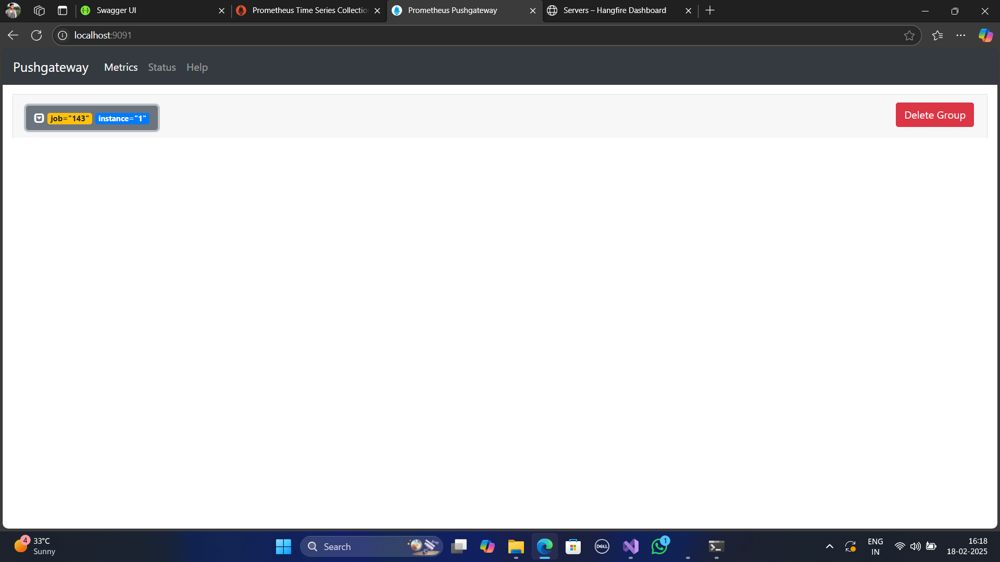 Swagger UI
Prometheus Time Series Collectio
Prometheus Pushgateway
Servers – Hangfire Dashboard
localhost:9091
Pushgateway
Metrics
Status
Help
job="143" instance="1"
Delete Group
4
33°C
Sunny
Search
DELL
1
ENG
IN
16:18
18-02-2025